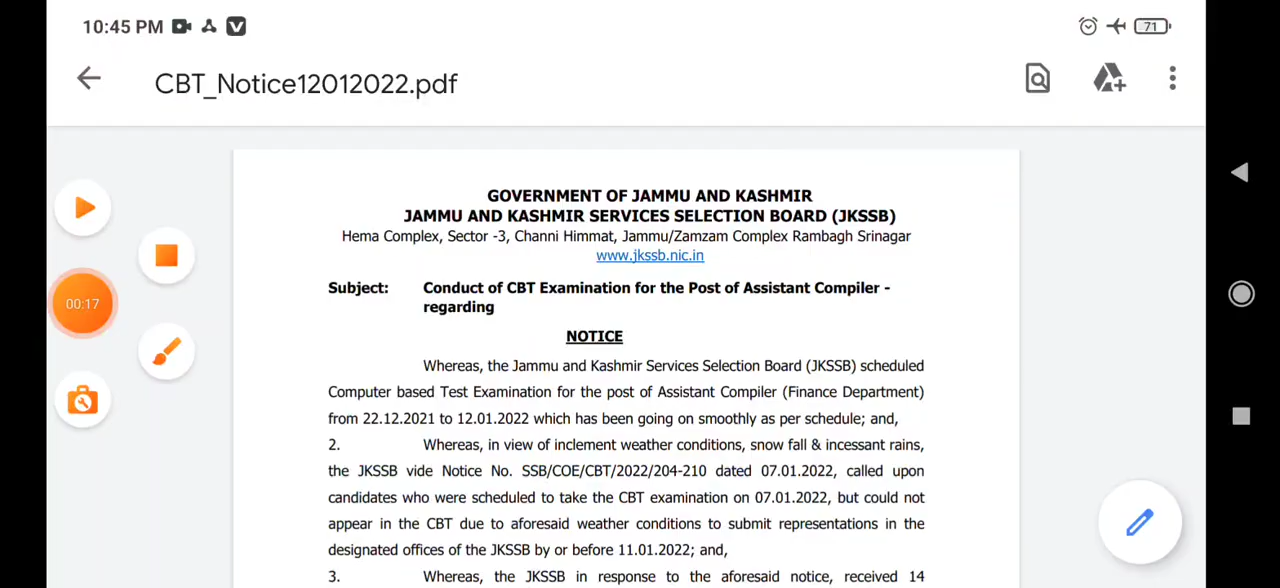 10:45 PM
71
CBT_Notice12012022.pdf
GOVERNMENT OF JAMMU AND KASHMIR
JAMMU AND KASHMIR SERVICES SELECTION BOARD (JKSSB)
Hema Complex, Sector -3, Channi Himmat, Jammu/Zamzam Complex Rambagh Srinagar
www.jkssb.nic.in
Subject: Conduct of CBT Examination for the Post of Assistant Compiler -
regarding
NOTICE
Whereas, the Jammu and Kashmir Services Selection Board (JKSSB) scheduled
Computer based Test Examination for the post of Assistant Compiler (Finance Department)
from 22.12.2021 to 12.01.2022 which has been going on smoothly as per schedule; and,
2. Whereas, in view of inclement weather conditions, snow fall & incessant rains,
the JKSSB vide Notice No. SSB/COE/CBT/2022/204-210 dated 07.01.2022, called upon
candidates who were scheduled to take the CBT examination on 07.01.2022, but could not
appear in the CBT due to aforesaid weather conditions to submit representations in the
designated offices of the JKSSB by or before 11.01.2022; and,
3. Whereas, the JKSSB in response to the aforesaid notice, received 14
00:17